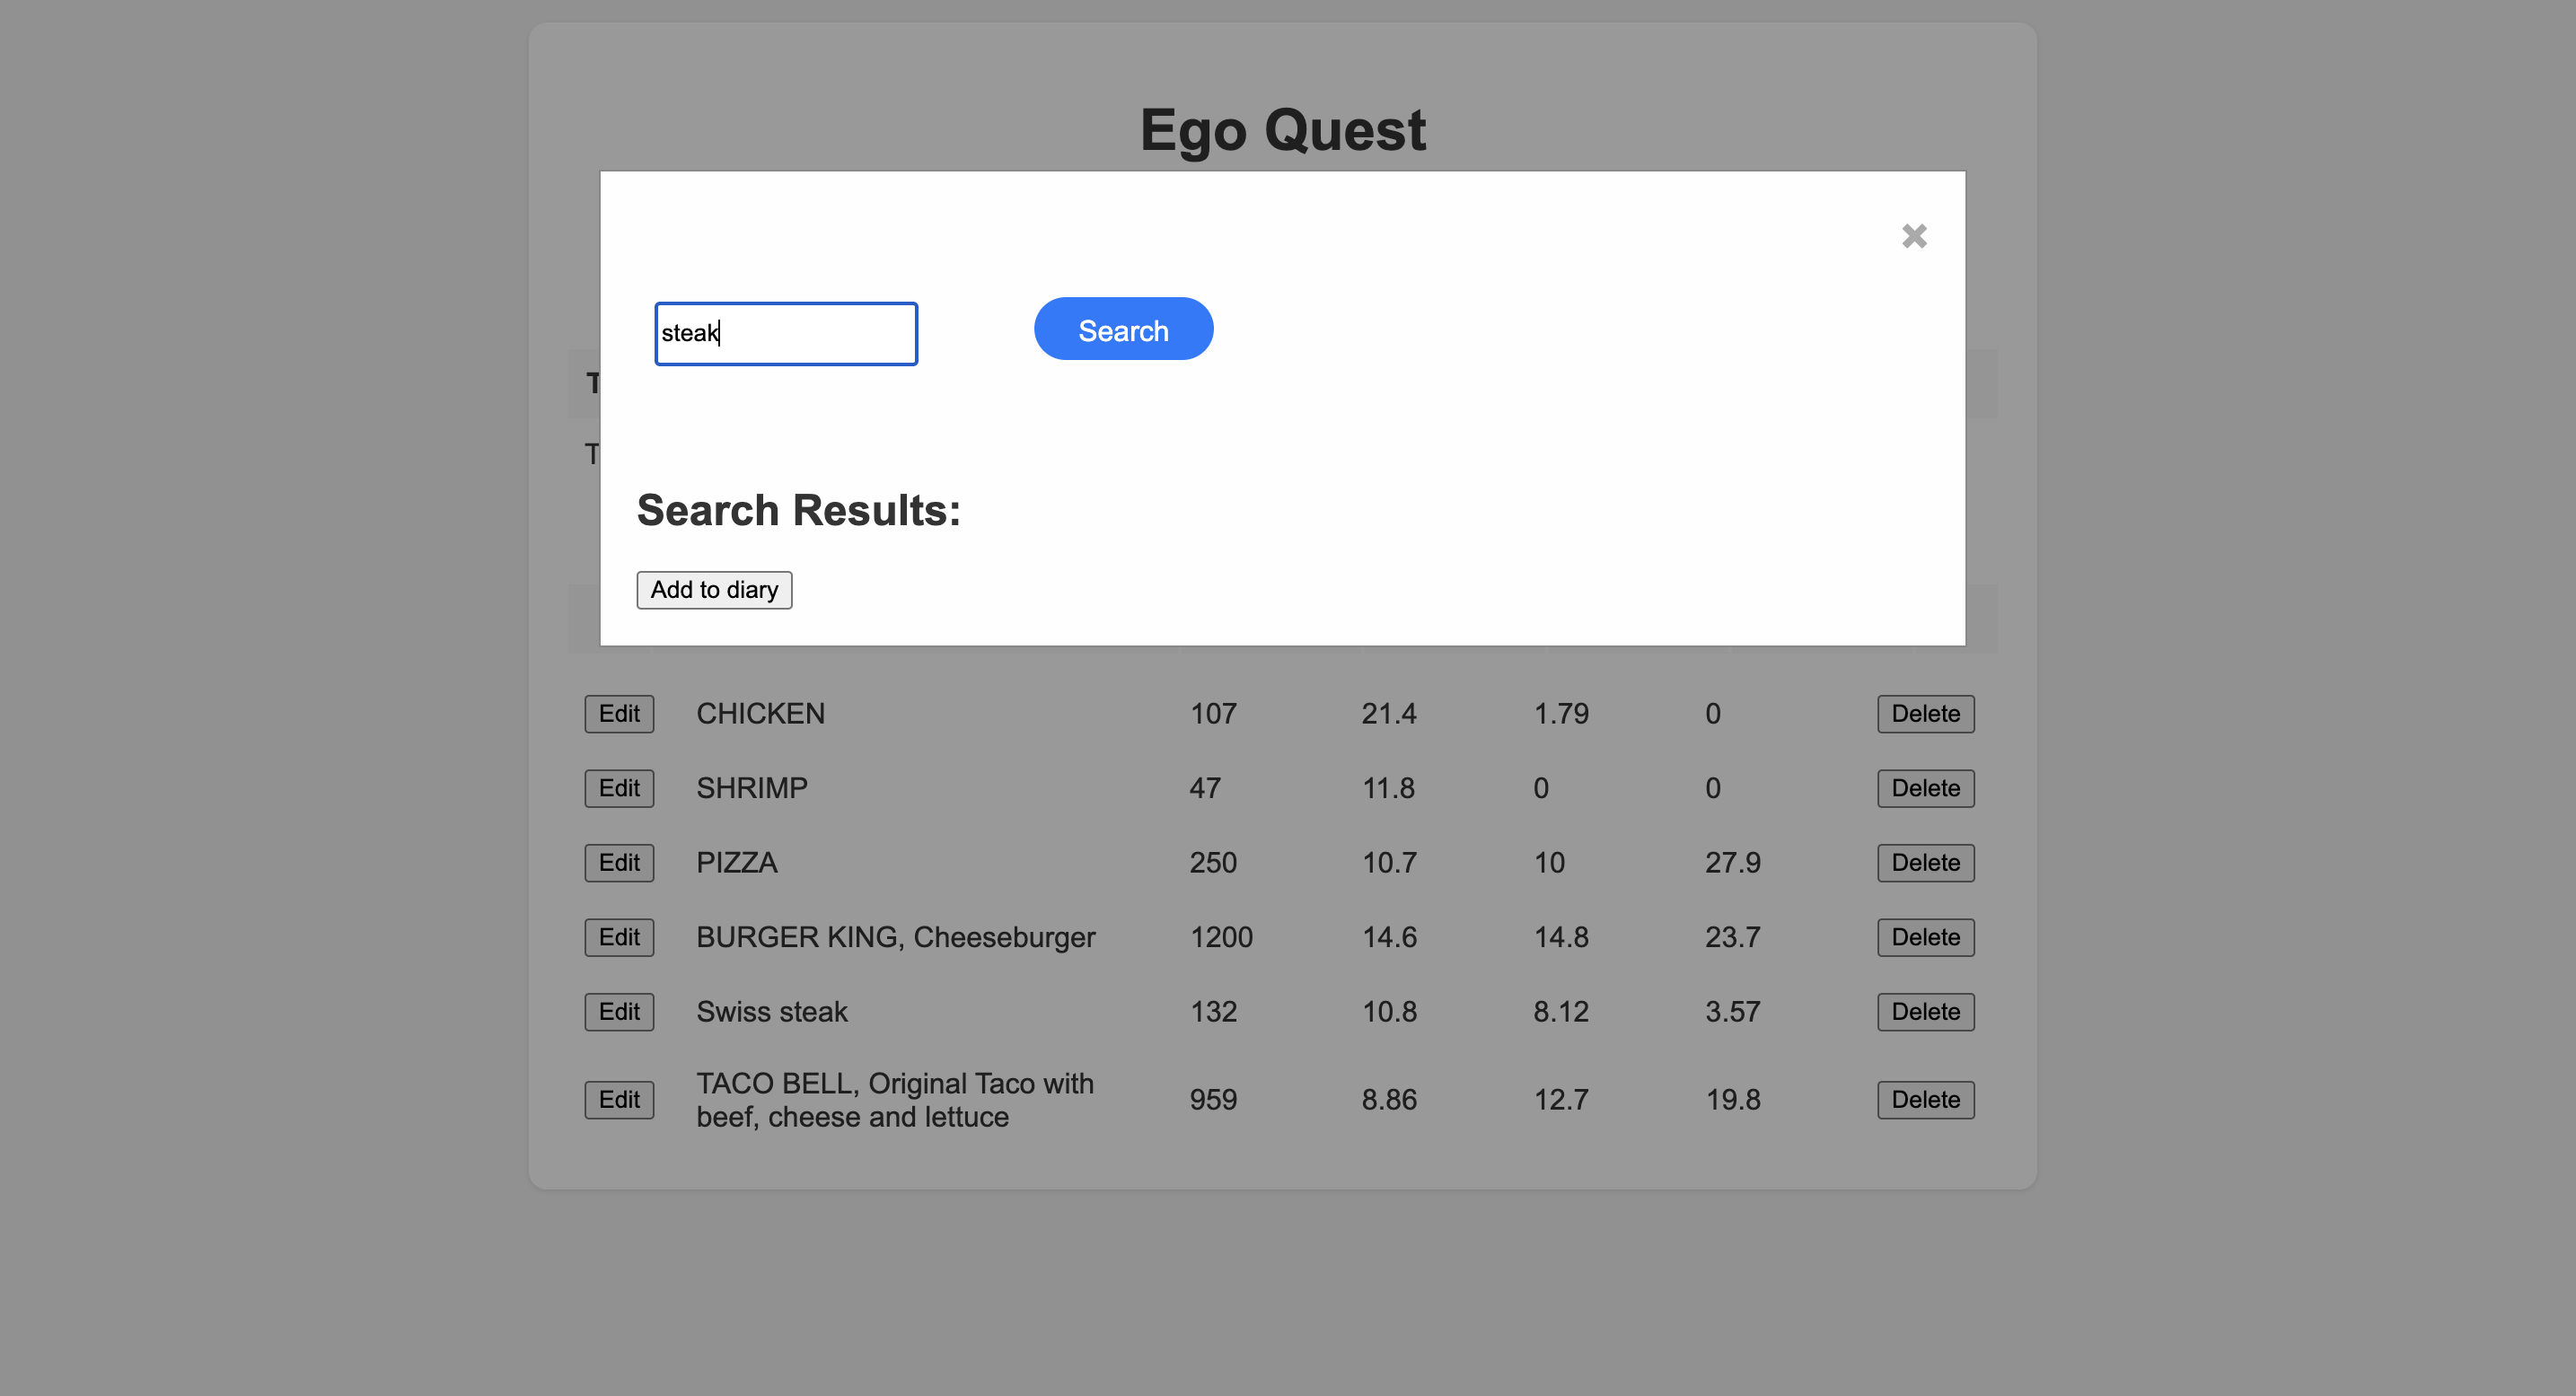 Ego Quest
×
steak
Search
T
T
Search Results:
Add to diary
Edit CHICKEN 107 21.4 1.79 0 Delete
Edit SHRIMP 47 11.8 0 0 Delete
Edit PIZZA 250 10.7 10 27.9 Delete
Edit BURGER KING, Cheeseburger 1200 14.6 14.8 23.7 Delete
Edit Swiss steak 132 10.8 8.12 3.57 Delete
Edit TACO BELL, Original Taco with 959 8.86 12.7 19.8 Delete
beef, cheese and lettuce